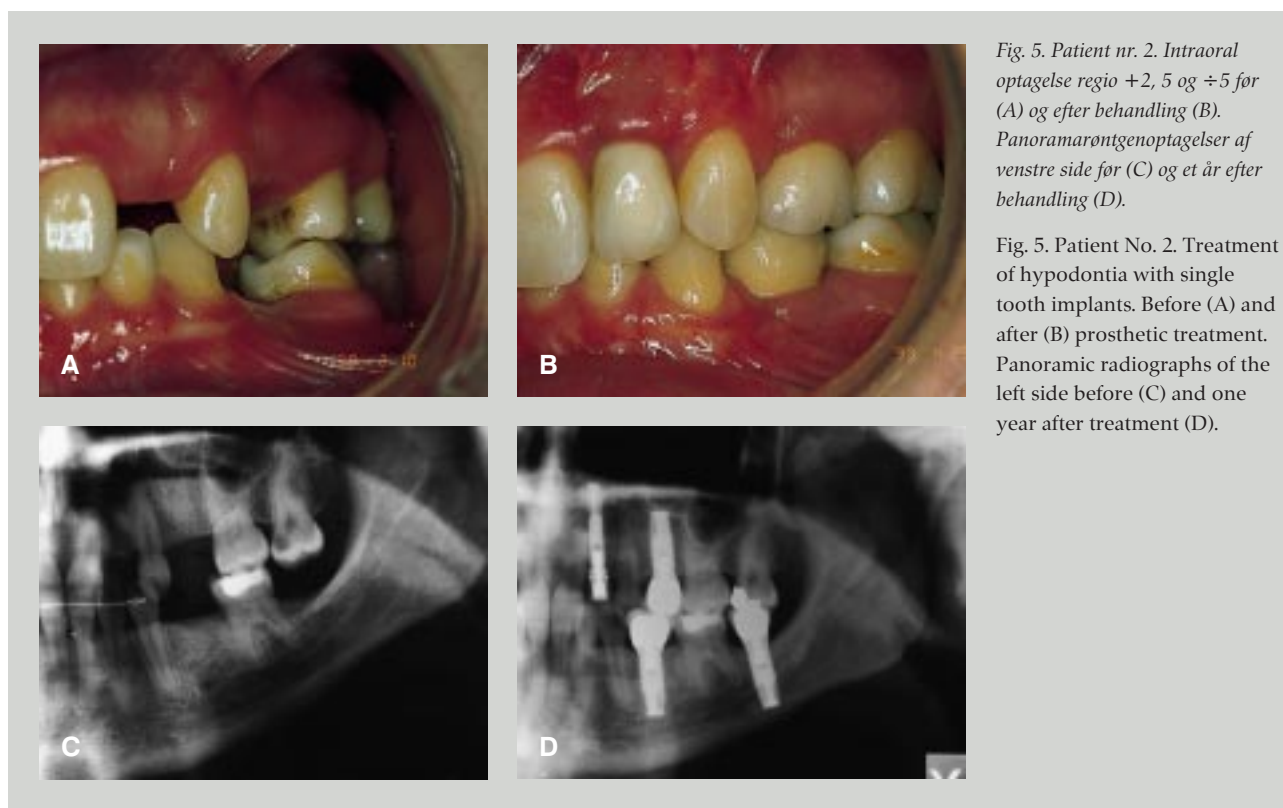 Fig. 5. Patient nr. 2. Intraoral
optagelse regio +2, 5 og ÷5 før
(A) og efter behandling (B).
Panoramarøntgenoptagelser af
venstre side før (C) og et år efter
behandling (D).
Fig. 5. Patient No. 2. Treatment
of hypodontia with single
tooth implants. Before (A) and
after (B) prosthetic treatment.
Panoramic radiographs of the
left side before (C) and one
year after treatment (D).
A
B
C
D